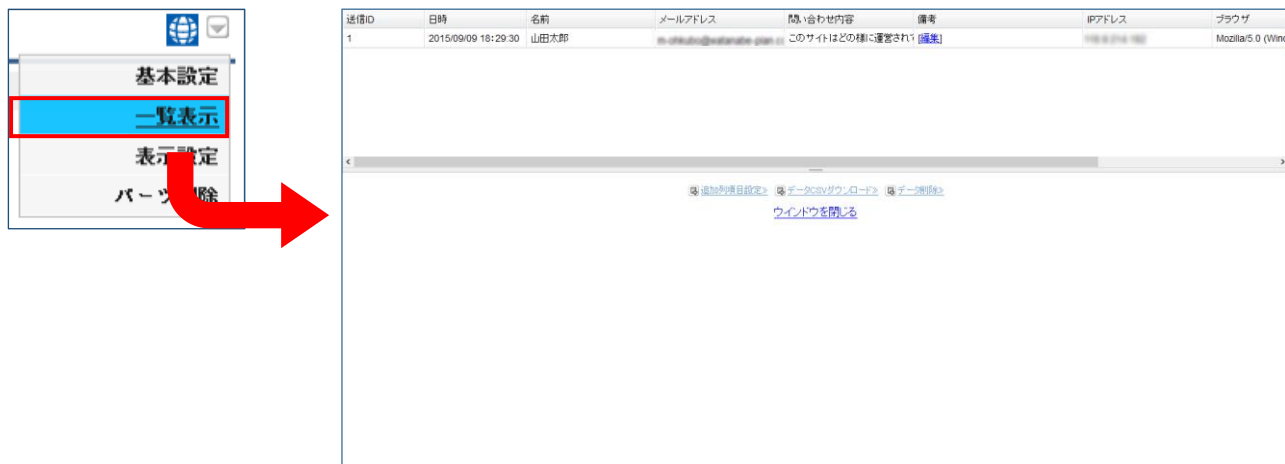 基本設定
一覧表示
表示設定
パーツ削除
送信ID 日時 名前 メールアドレス 問い合わせ内容 備考 IPアドレス ブラウザ
1 2015/09/09 18:29:30 山田太郎 このサイトはどの様に運営され [編集] Mozilla/5.0 (Wind
追加列項目設定» データCSVダウンロード» データ削除»
ウインドウを閉じる